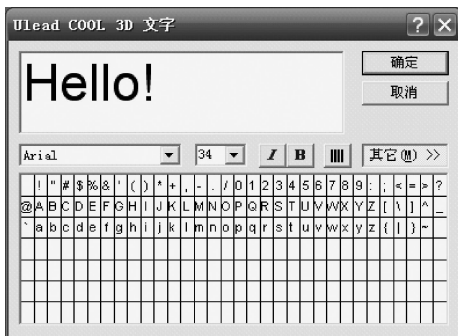 Ulead COOL 3D 文字
Hello!
确定
取消
Arial 34 I B 其它(M) >>
! " # $ % & ' ( ) * + , - . / 0 1 2 3 4 5 6 7 8 9 : ; < = > ?
@ A B C D E F G H I J K L M N O P Q R S T U V W X Y Z [ \ ] ^ _
` a b c d e f g h i j k l m n o p q r s t u v w x y z { | } ~